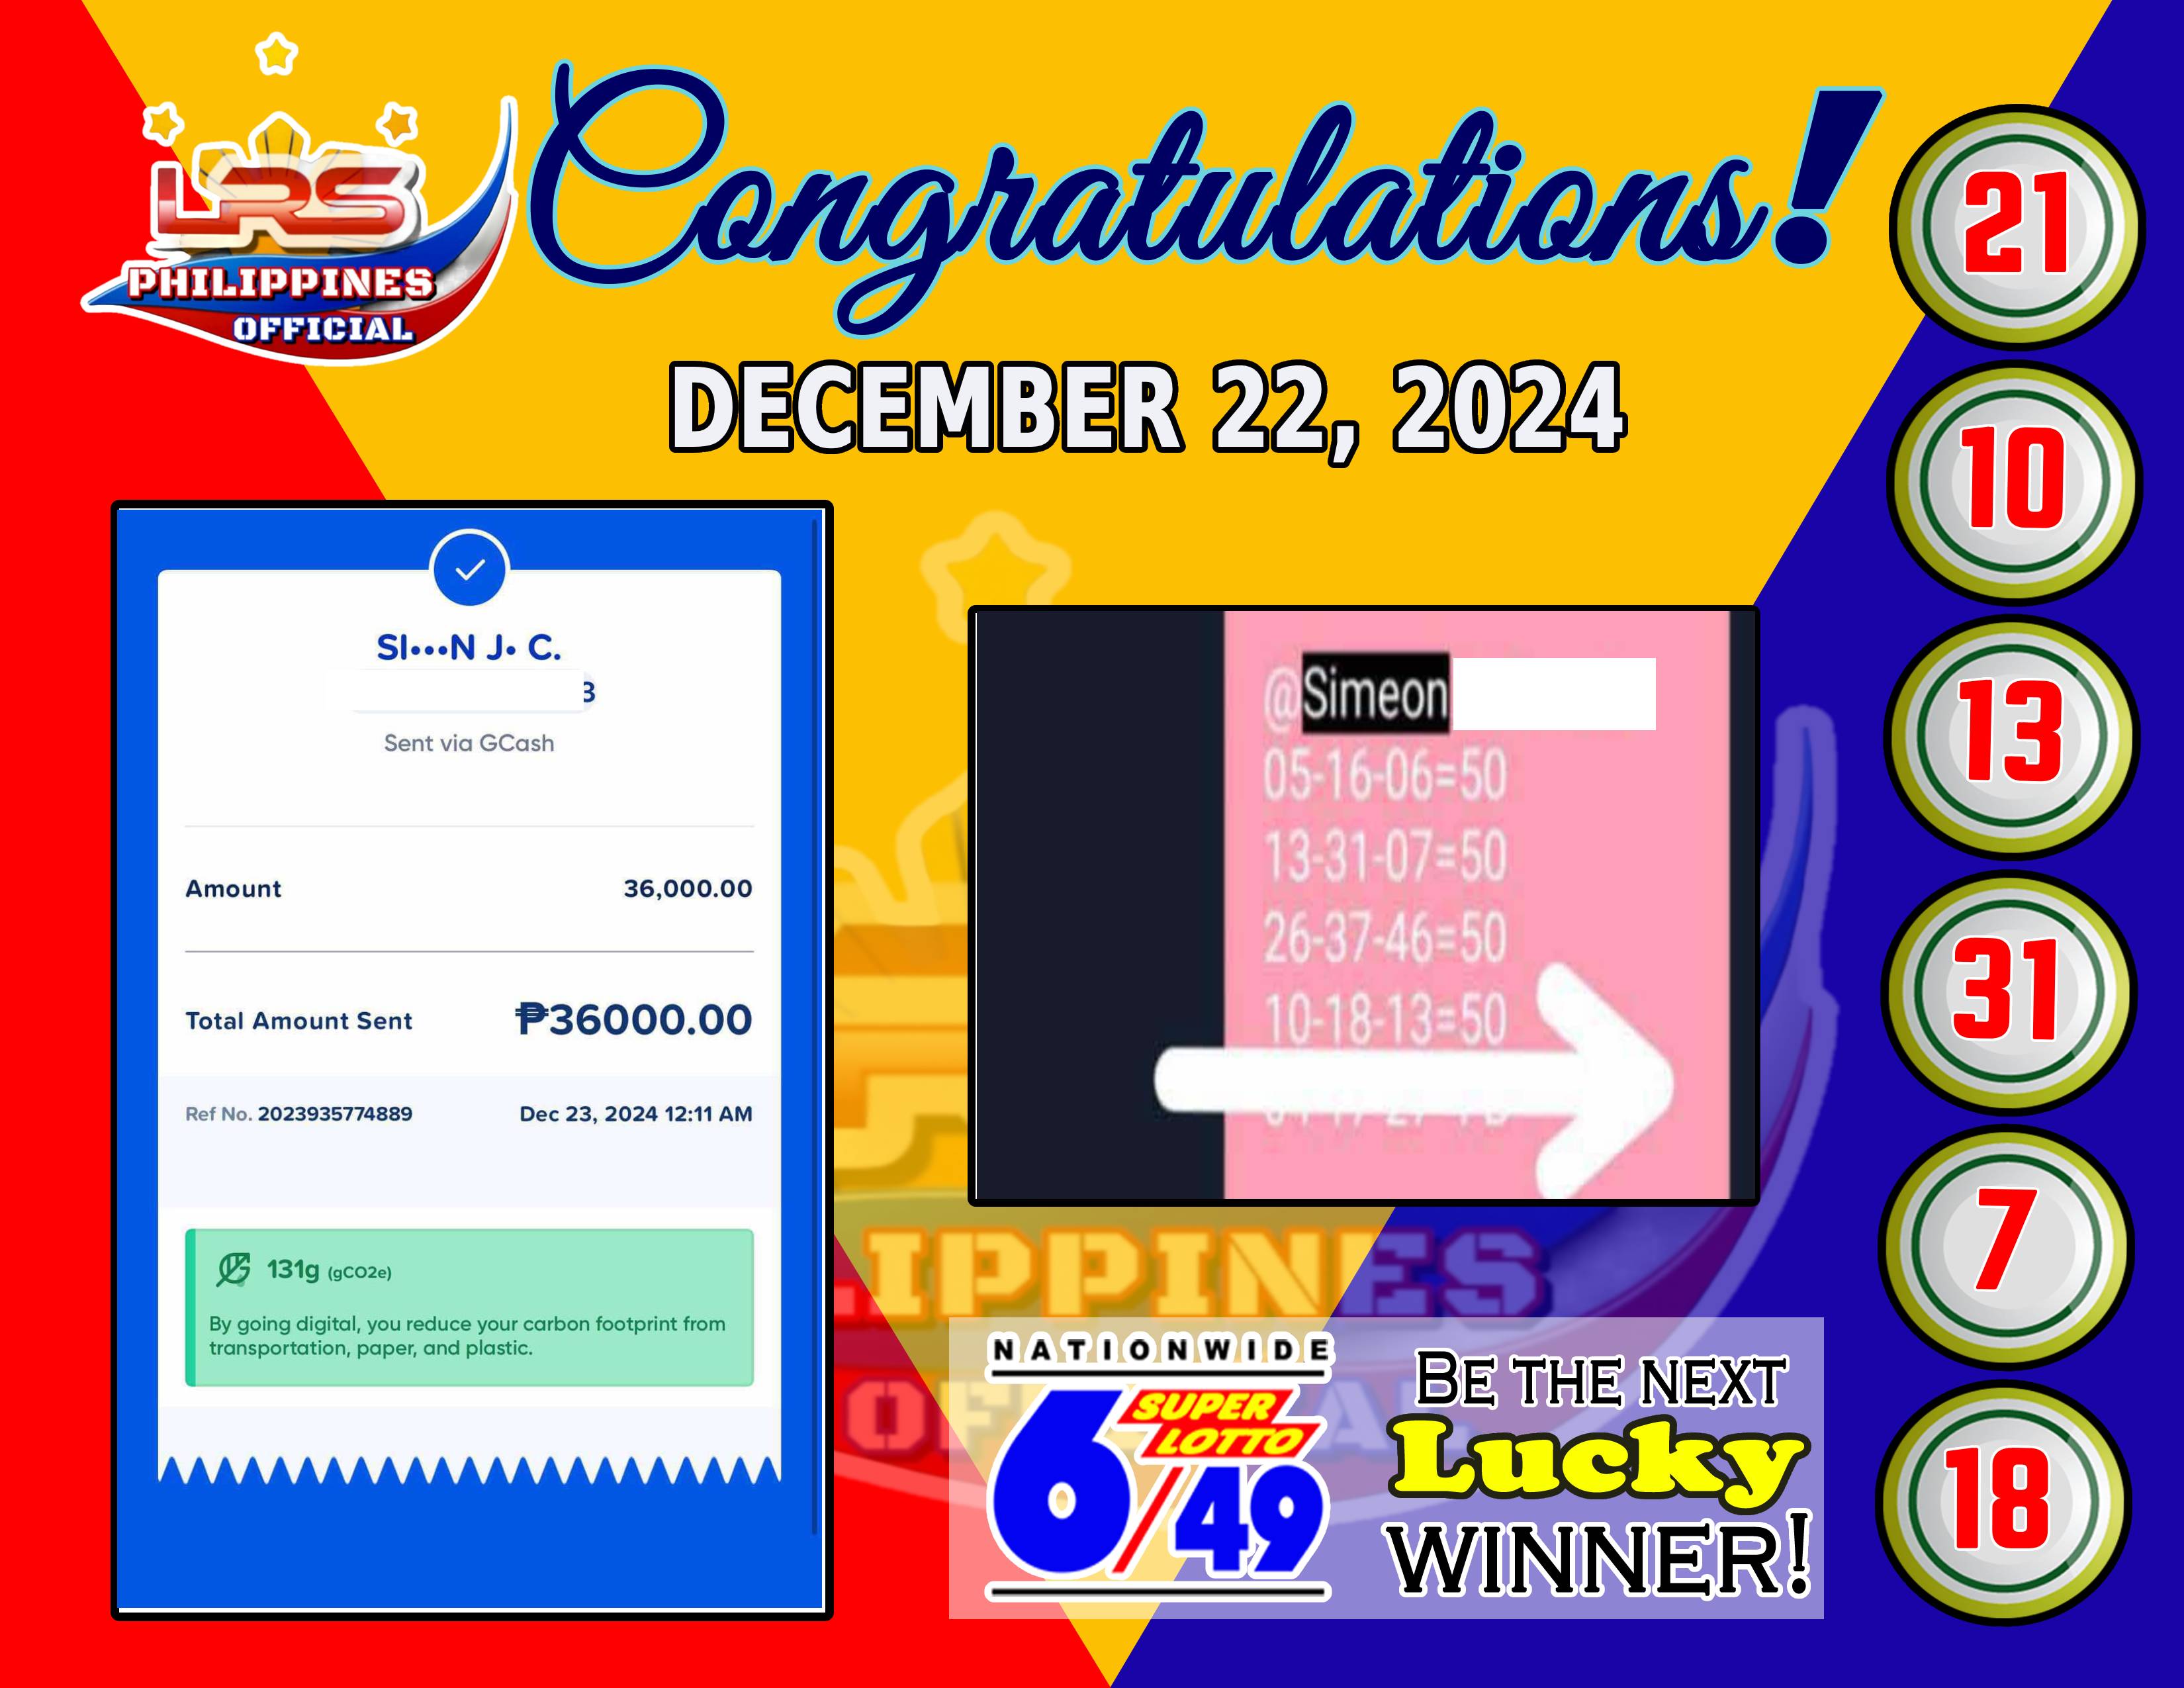 LRS
PHILIPPINES
OFFICIAL
Congratulations!
DECEMBER 22, 2024
SI•••N J• C.
3
Sent via GCash
Amount 36,000.00
Total Amount Sent ₱36000.00
Ref No. 2023935774889 Dec 23, 2024 12:11 AM
131g (gCO2e)
By going digital, you reduce your carbon footprint from
transportation, paper, and plastic.
@Simeon
05-16-06=50
13-31-07=50
26-37-46=50
10-18-13=50
LIPPINES
NATIONWIDE
SUPER
LOTTO
6/49
BE THE NEXT
Lucky
WINNER!
21
10
13
31
7
18